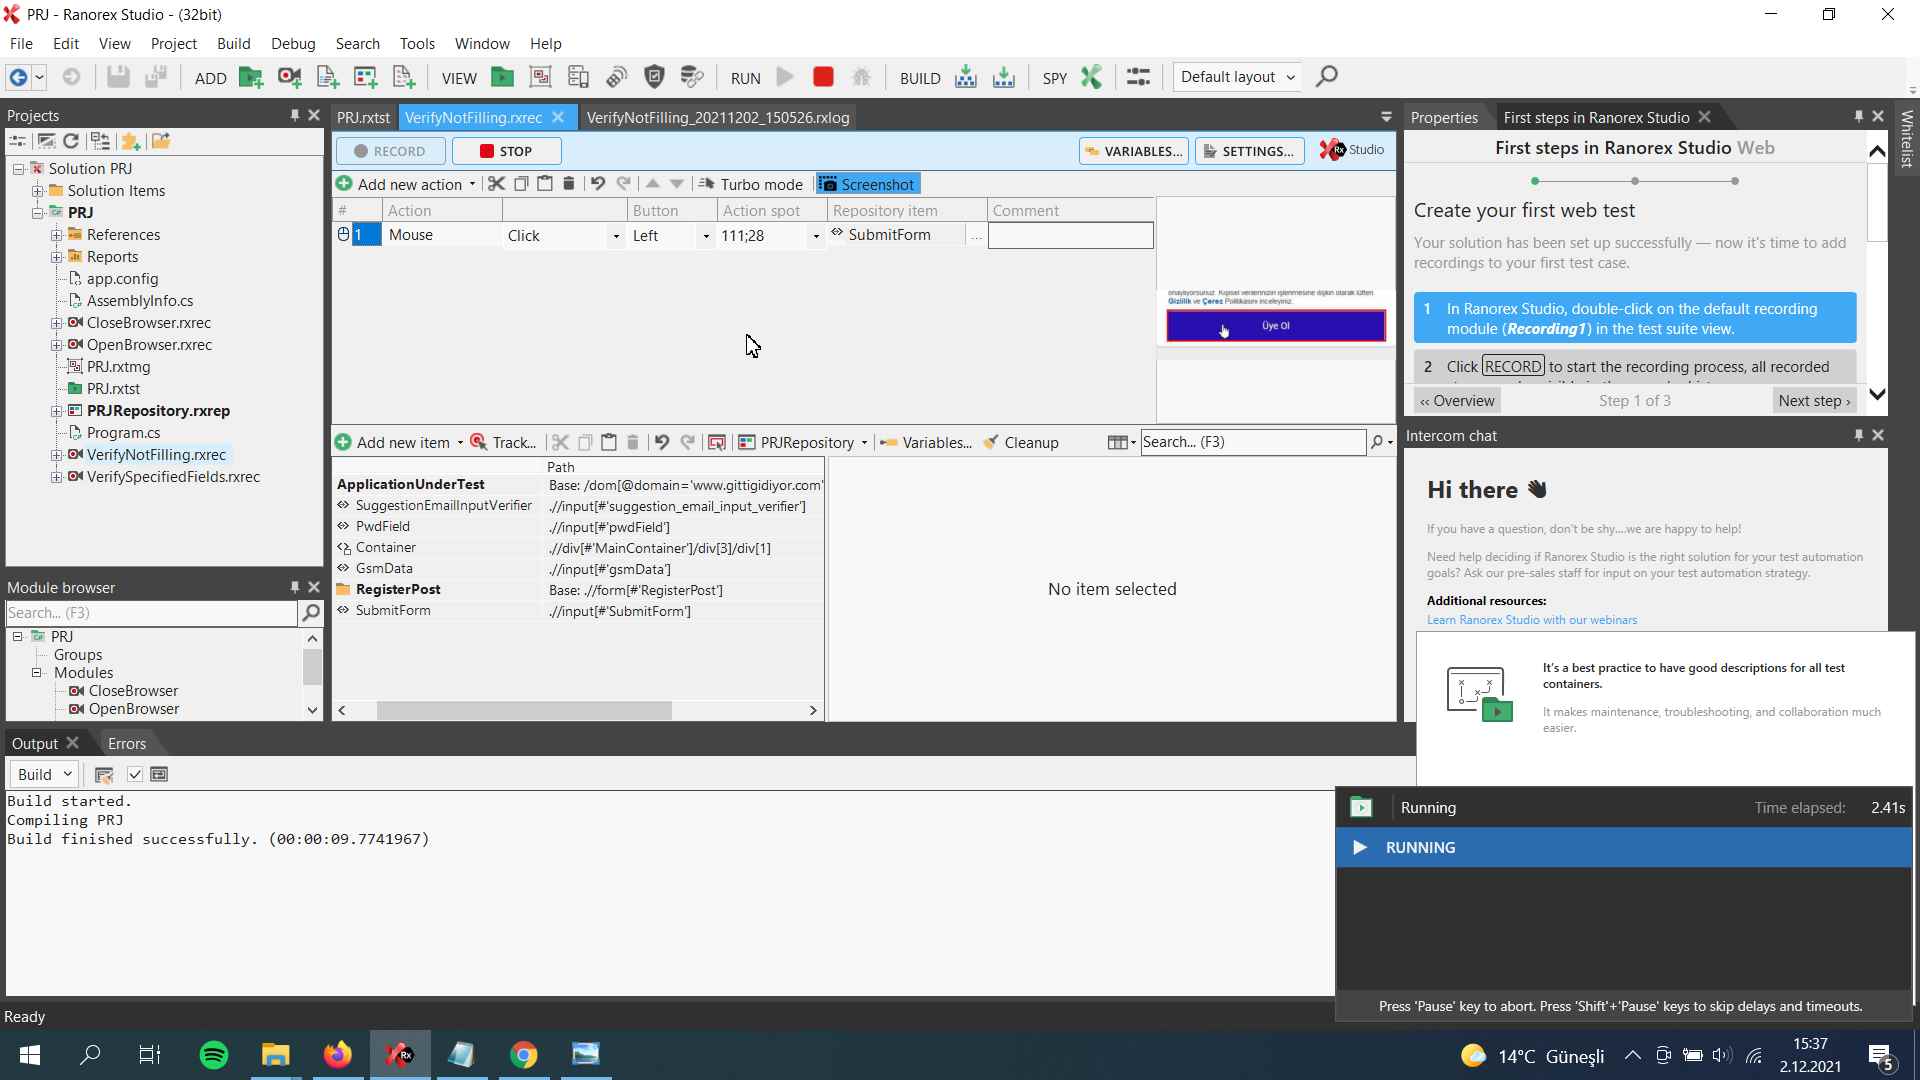 PRJ - Ranorex Studio - (32bit)
File Edit View Project Build Debug Search Tools Window Help
ADD VIEW RUN BUILD SPY Default layout
Projects
Solution PRJ
Solution Items
PRJ
References
Reports
app.config
AssemblyInfo.cs
CloseBrowser.rxrec
OpenBrowser.rxrec
PRJ.rxtmg
PRJ.rxtst
PRJRepository.rxrep
Program.cs
VerifyNotFilling.rxrec
VerifySpecifiedFields.rxrec
Module browser
Search... (F3)
PRJ
Groups
Modules
CloseBrowser
OpenBrowser
PRJ.rxtst VerifyNotFilling.rxrec VerifyNotFilling_20211202_150526.rxlog
RECORD STOP VARIABLES... SETTINGS... Rx Studio
Add new action Turbo mode Screenshot
# Action Button Action spot Repository item Comment
1 Mouse Click Left 111;28 SubmitForm ...
onaylıyorsunuz. Kişisel verilerinizin işlenmesine ilişkin olarak lütfen
Gizlilik ve Çerez Politikasını inceleyiniz.
Üye Ol
Add new item Track... PRJRepository Variables... Cleanup Search... (F3)
Path
ApplicationUnderTest Base: /dom[@domain='www.gittigidiyor.com'
SuggestionEmailInputVerifier .//input[#'suggestion_email_input_verifier']
PwdField .//input[#'pwdField']
Container .//div[#'MainContainer']/div[3]/div[1]
GsmData .//input[#'gsmData']
RegisterPost Base: .//form[#'RegisterPost']
SubmitForm .//input[#'SubmitForm']
No item selected
Properties First steps in Ranorex Studio
Whitelist
First steps in Ranorex Studio Web
Create your first web test
Your solution has been set up successfully — now it's time to add
recordings to your first test case.
1 In Ranorex Studio, double-click on the default recording
module (Recording1) in the test suite view.
2 Click RECORD to start the recording process, all recorded
‹‹ Overview Step 1 of 3 Next step ›
Intercom chat
Hi there
If you have a question, don't be shy....we are happy to help!
Need help deciding if Ranorex Studio is the right solution for your test automation
goals? Ask our pre-sales staff for input on your test automation strategy.
Additional resources:
Learn Ranorex Studio with our webinars
It's a best practice to have good descriptions for all test
containers.
It makes maintenance, troubleshooting, and collaboration much
easier.
Output Errors
Build
Build started.
Compiling PRJ
Build finished successfully. (00:00:09.7741967)
Running Time elapsed: 2.41s
RUNNING
Press 'Pause' key to abort. Press 'Shift'+'Pause' keys to skip delays and timeouts.
Ready
14°C Güneşli
15:37
2.12.2021
5